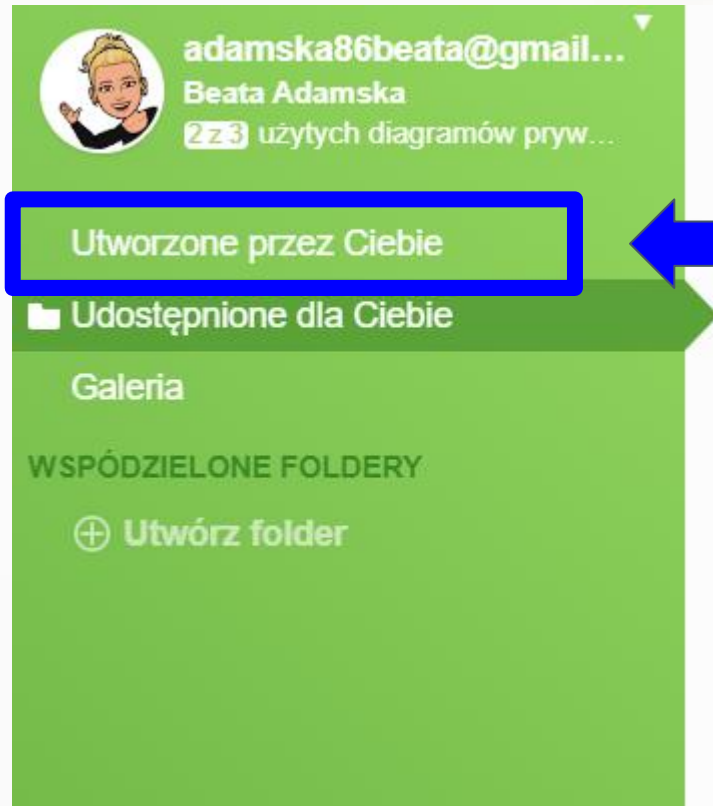 adamska86beata@gmail...
Beata Adamska
2 z 3 użytych diagramów pryw...
Utworzone przez Ciebie
Udostępnione dla Ciebie
Galeria
WSPÓDZIELONE FOLDERY
Utwórz folder